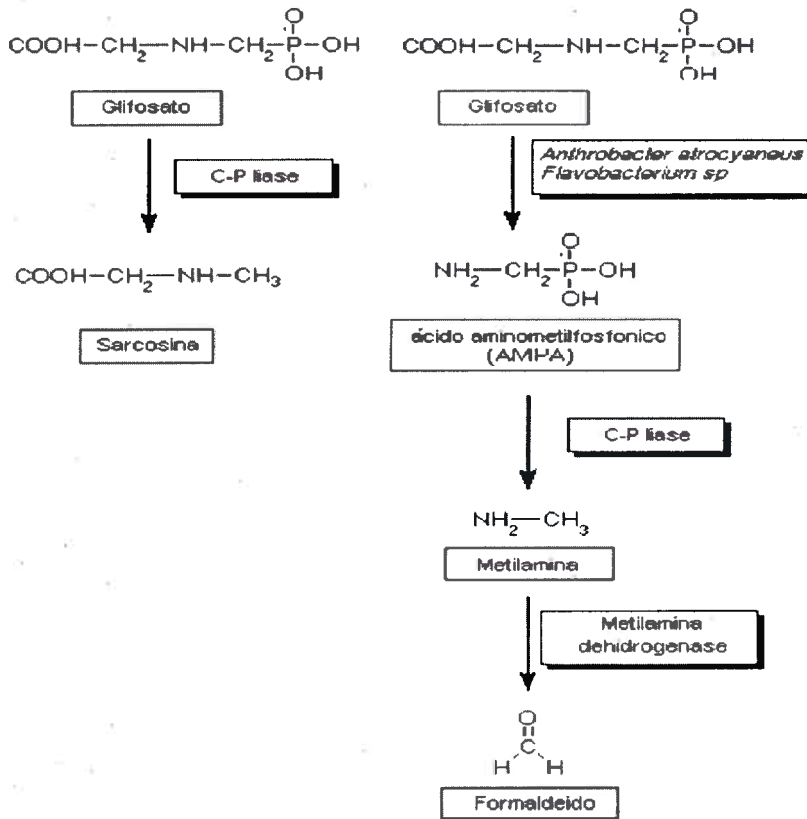 O
COOH-CH2-NH-CH2-P-OH
OH
Glifosato
C-P liase
COOH-CH2-NH-CH3
Sarcosina
O
COOH-CH2-NH-CH2-P-OH
OH
Glifosato
Anthrobacter atrocyaneus
Flavobacterium sp
O
NH2-CH2-P-OH
OH
ácido aminometilfosfonico
(AMPA)
C-P liase
NH2-CH3
Metilamina
Metilamina
dehidrogenase
O
C
H H
Formaldeido